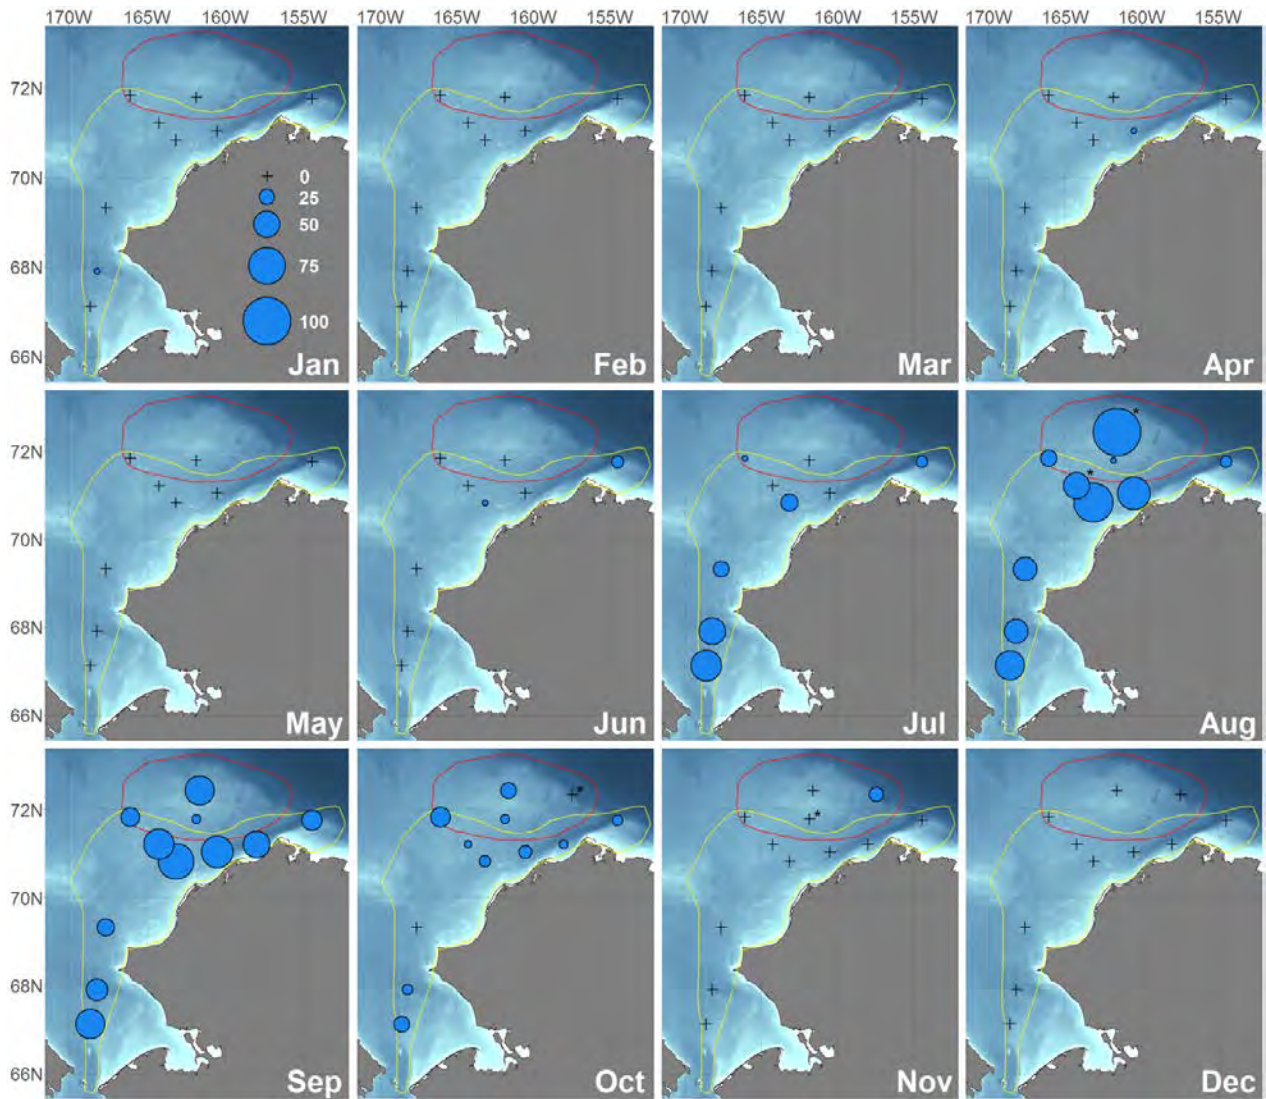 170W 165W 160W 155W 170W 165W 160W 155W 170W 165W 160W 155W 170W 165W 160W 155W
72N
70N
0
25
50
68N
75
100
66N
Jan Feb Mar Apr
72N
*
*
70N
68N
66N
May Jun Jul Aug
72N
*
*
70N
68N
66N
Sep Oct Nov Dec